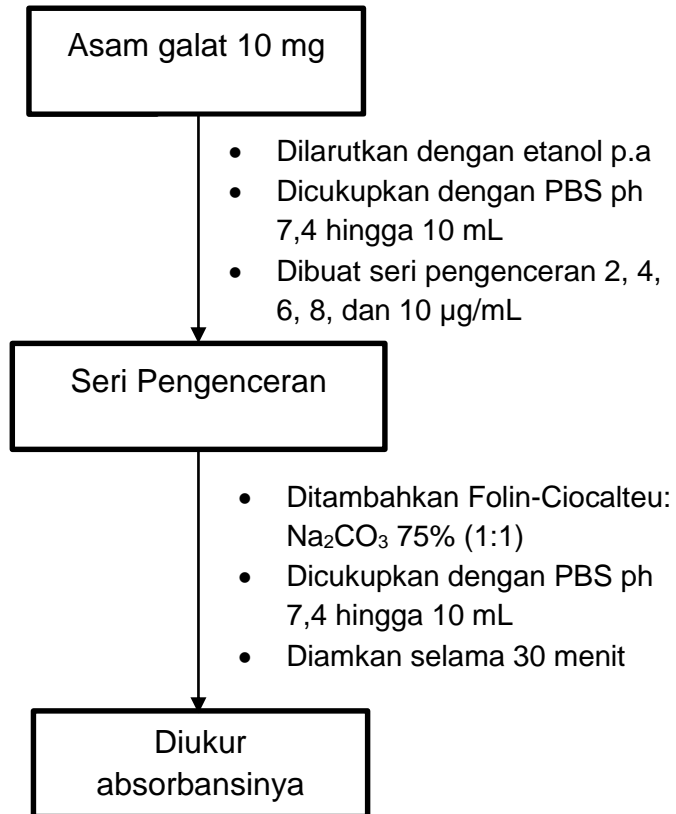 Asam galat 10 mg
• Dilarutkan dengan etanol p.a
• Dicukupkan dengan PBS ph
7,4 hingga 10 mL
• Dibuat seri pengenceran 2, 4,
6, 8, dan 10 µg/mL
Seri Pengenceran
• Ditambahkan Folin-Ciocalteu:
Na₂CO₃ 75% (1:1)
• Dicukupkan dengan PBS ph
7,4 hingga 10 mL
• Diamkan selama 30 menit
Diukur
absorbansinya